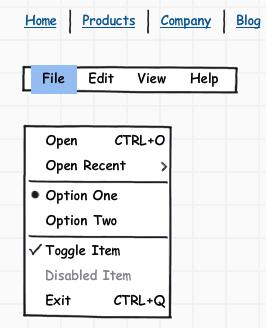 Home | Products | Company | Blog
File Edit View Help
Open CTRL+O
Open Recent >
Option One
Option Two
Toggle Item
Disabled Item
Exit CTRL+Q